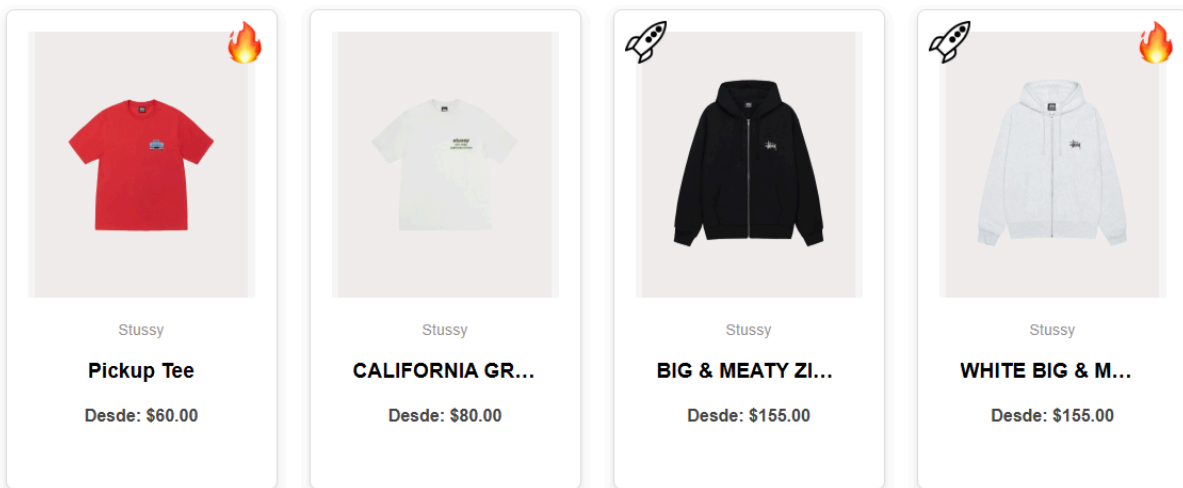 Stussy
Pickup Tee
Desde: $60.00
Stussy
CALIFORNIA GR...
Desde: $80.00
Stussy
BIG & MEATY ZI...
Desde: $155.00
Stussy
WHITE BIG & M...
Desde: $155.00